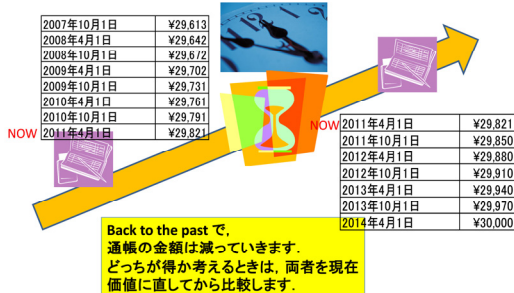 2007年10月1日 ¥29,613
2008年4月1日 ¥29,642
2008年10月1日 ¥29,672
2009年4月1日 ¥29,702
2009年10月1日 ¥29,731
2010年4月1日 ¥29,761
2010年10月1日 ¥29,791
NOW 2011年4月1日 ¥29,821
NOW 2011年4月1日 ¥29,821
2011年10月1日 ¥29,850
2012年4月1日 ¥29,880
2012年10月1日 ¥29,910
2013年4月1日 ¥29,940
2013年10月1日 ¥29,970
2014年4月1日 ¥30,000
Back to the past で,
通帳の金額は減っていきます.
どっちが得か考えるときは, 両者を現在
価値に直してから比較します.